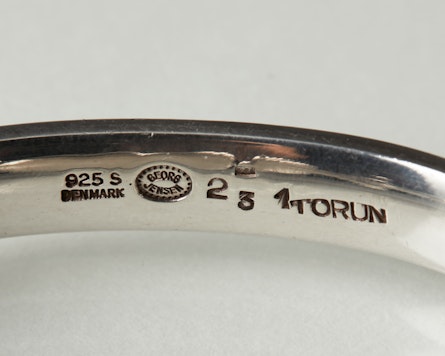 925 S
DENMARK
GEORG
JENSEN
2
3
1
TORUN